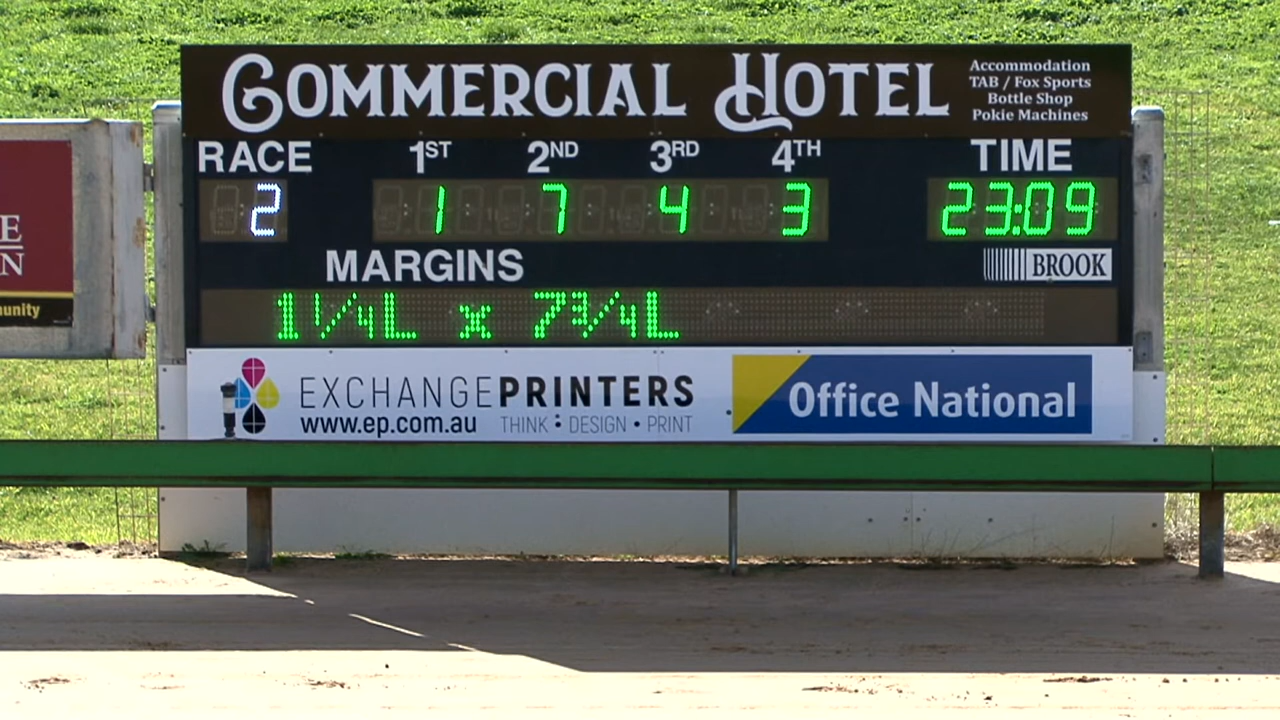 COMMERCIAL HOTEL
Accommodation
TAB / Fox Sports
Bottle Shop
Pokie Machines
RACE 1ST 2ND 3RD 4TH TIME
2 1 7 4 3 23:09
MARGINS
BROOK
1¼L x 7¾L
E
N
unity
EXCHANGEPRINTERS
www.ep.com.au THINK : DESIGN • PRINT
Office National